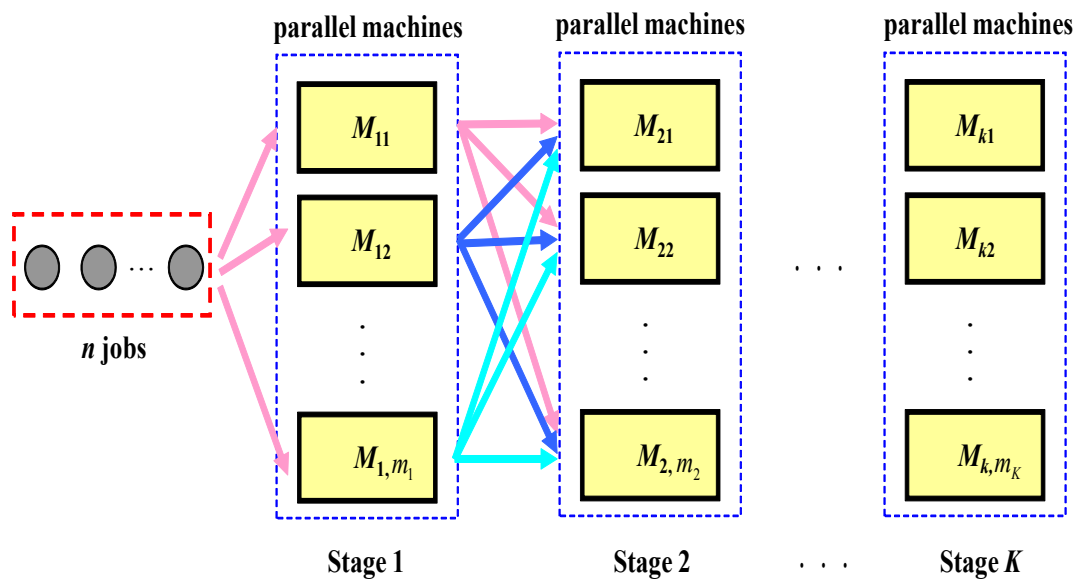 parallel machines parallel machines parallel machines
M11 M21 Mk1
M12 M22 Mk2
...
. . .
n jobs
M1,m1 M2,m2 Mk,mK
Stage 1 Stage 2 . . . Stage K